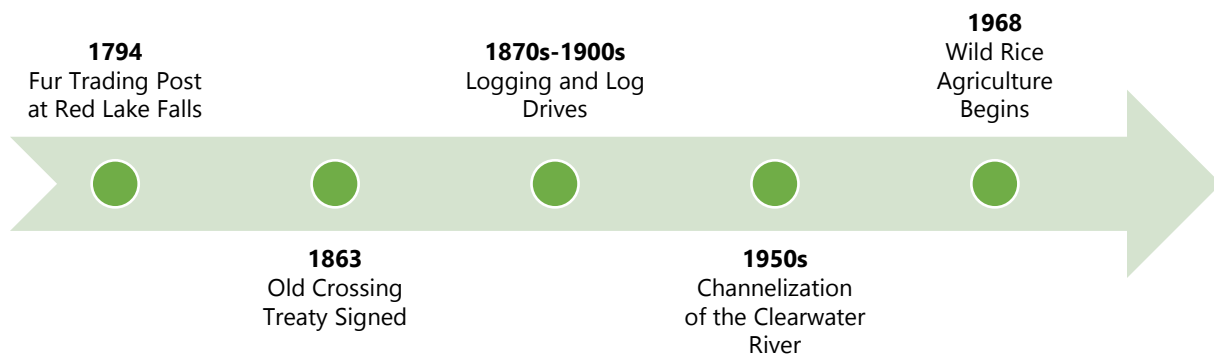 1794
Fur Trading Post
at Red Lake Falls
1863
Old Crossing
Treaty Signed
1870s-1900s
Logging and Log
Drives
1950s
Channelization
of the Clearwater
River
1968
Wild Rice
Agriculture
Begins